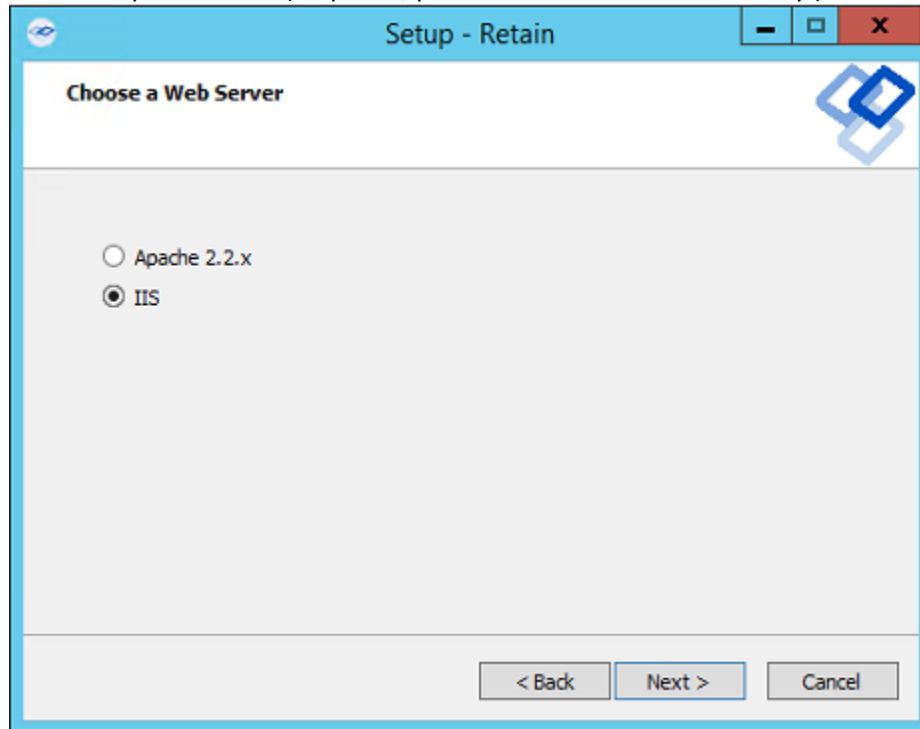 Setup - Retain
Choose a Web Server
Apache 2.2.x
IIS
< Back Next > Cancel